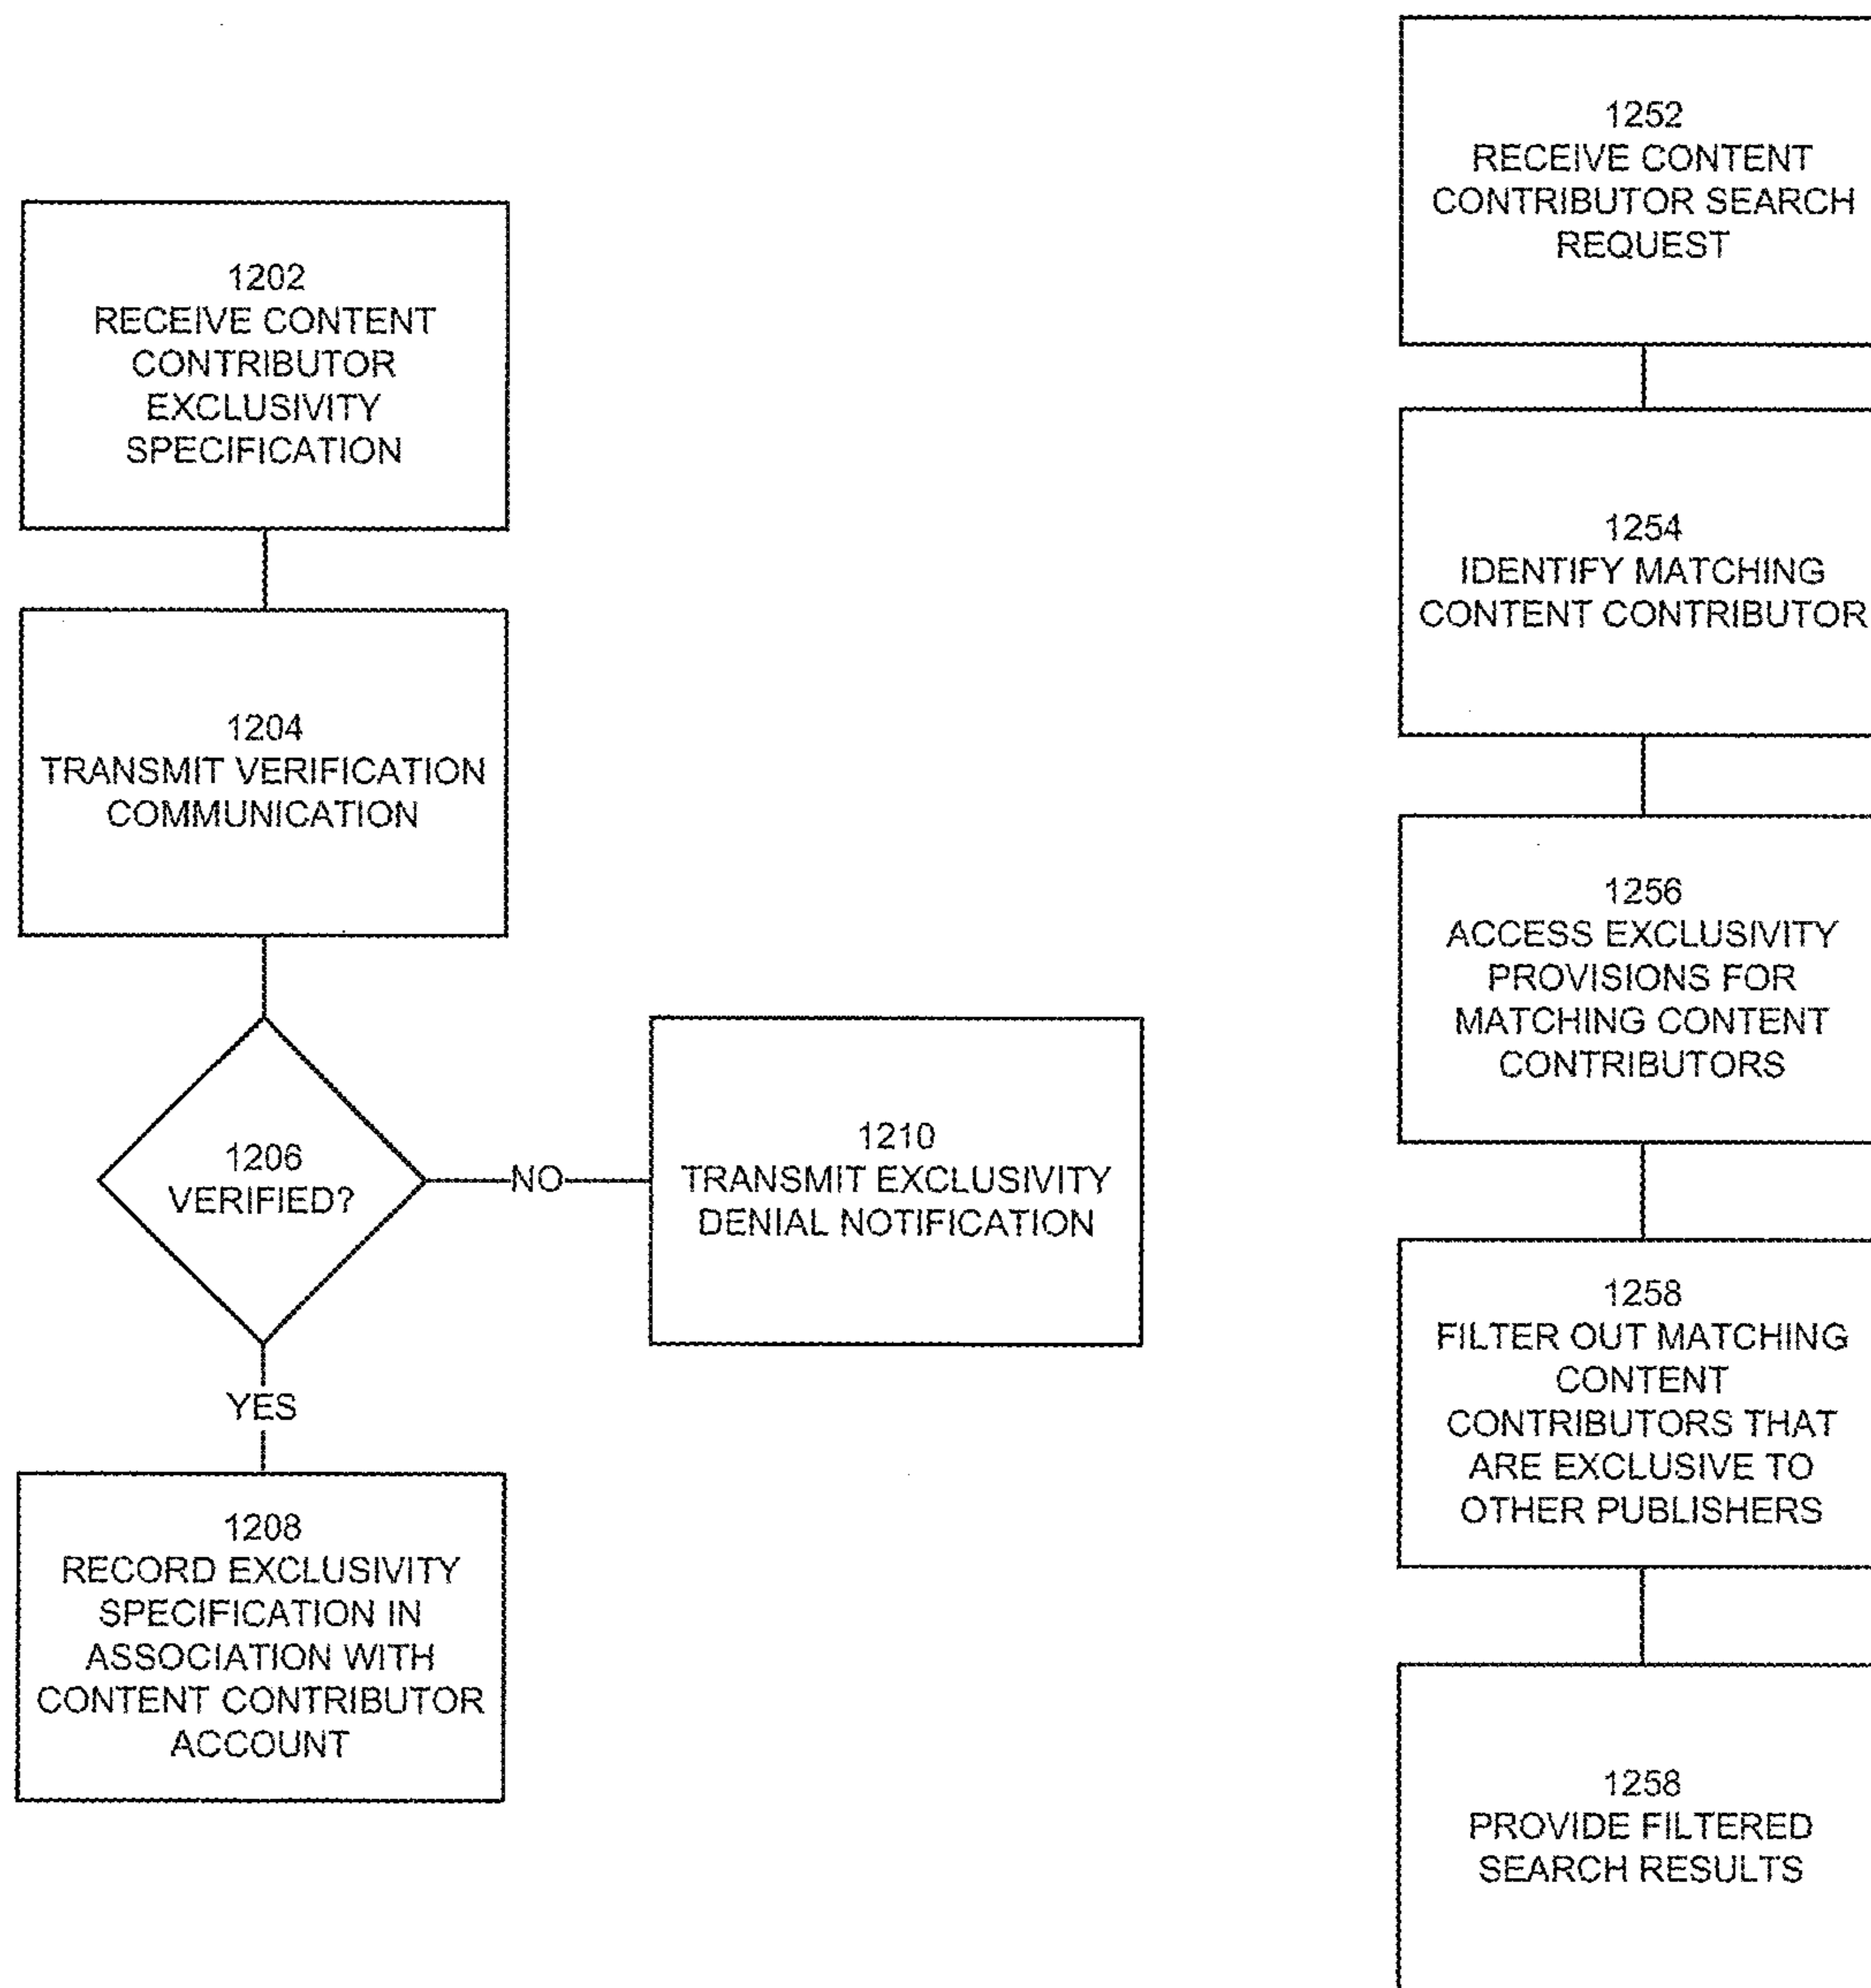 1202
RECEIVE CONTENT
CONTRIBUTOR
EXCLUSIVITY
SPECIFICATION
1204
TRANSMIT VERIFICATION
COMMUNICATION
1206
VERIFIED?
NO
1210
TRANSMIT EXCLUSIVITY
DENIAL NOTIFICATION
YES
1208
RECORD EXCLUSIVITY
SPECIFICATION IN
ASSOCIATION WITH
CONTENT CONTRIBUTOR
ACCOUNT
1252
RECEIVE CONTENT
CONTRIBUTOR SEARCH
REQUEST
1254
IDENTIFY MATCHING
CONTENT CONTRIBUTOR
1256
ACCESS EXCLUSIVITY
PROVISIONS FOR
MATCHING CONTENT
CONTRIBUTORS
1258
FILTER OUT MATCHING
CONTENT
CONTRIBUTORS THAT
ARE EXCLUSIVE TO
OTHER PUBLISHERS
1258
PROVIDE FILTERED
SEARCH RESULTS